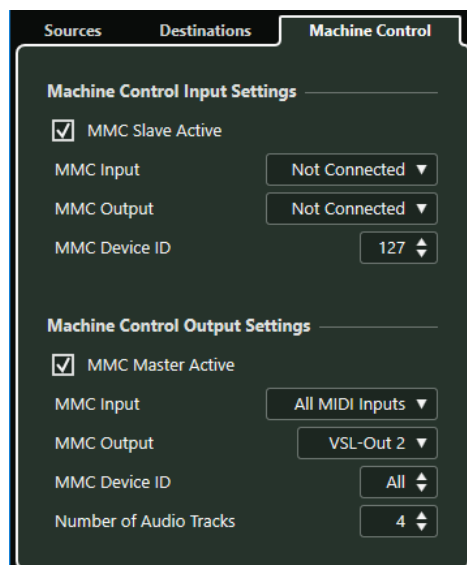 Sources Destinations Machine Control
Machine Control Input Settings
MMC Slave Active
MMC Input Not Connected
MMC Output Not Connected
MMC Device ID 127
Machine Control Output Settings
MMC Master Active
MMC Input All MIDI Inputs
MMC Output VSL-Out 2
MMC Device ID All
Number of Audio Tracks 4